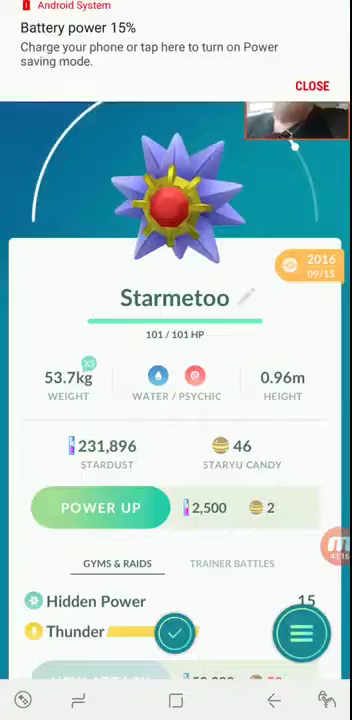 Android System
Battery power 15%
Charge your phone or tap here to turn on Power
saving mode.
CLOSE
2016
09/15
Starmetoo
101 / 101 HP
XS
53.7kg
WEIGHT
WATER / PSYCHIC
0.96m
HEIGHT
231,896
STARDUST
46
STARYU CANDY
POWER UP
2,500
2
GYMS & RAIDS
TRAINER BATTLES
Hidden Power
15
Thunder